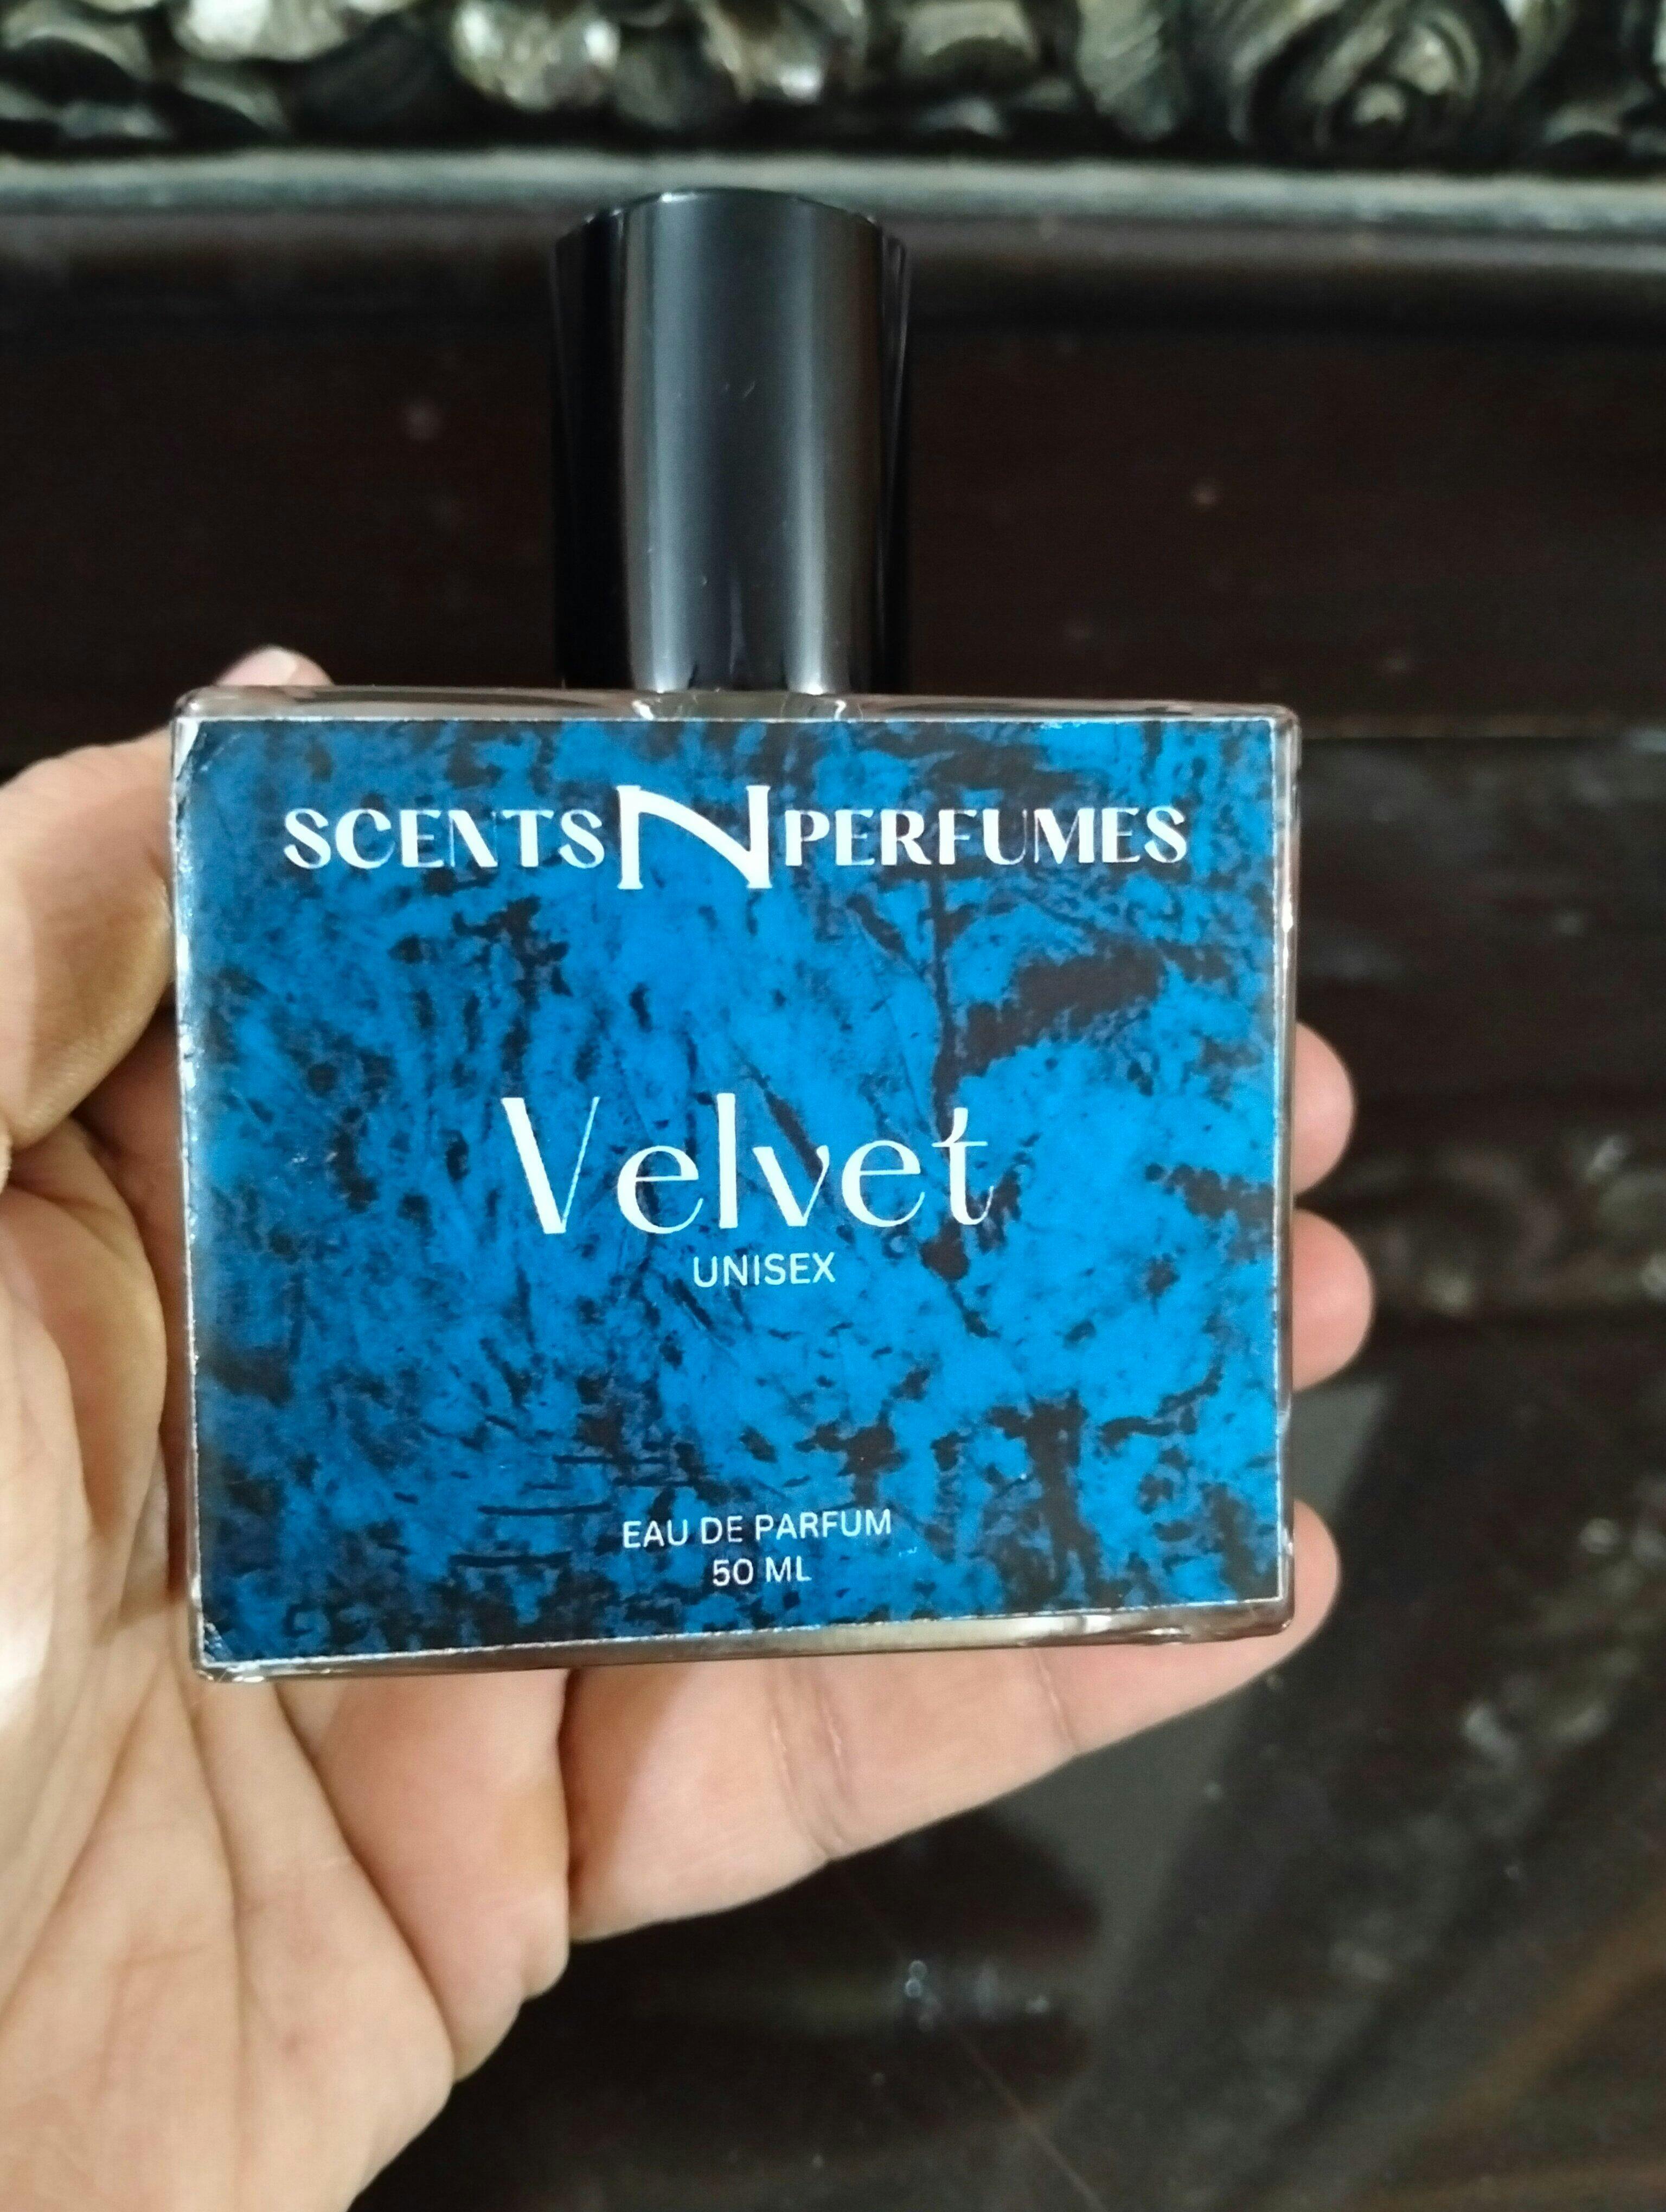 SCENTS N PERFUMES
Velvet
UNISEX
EAU DE PARFUM
50 ML